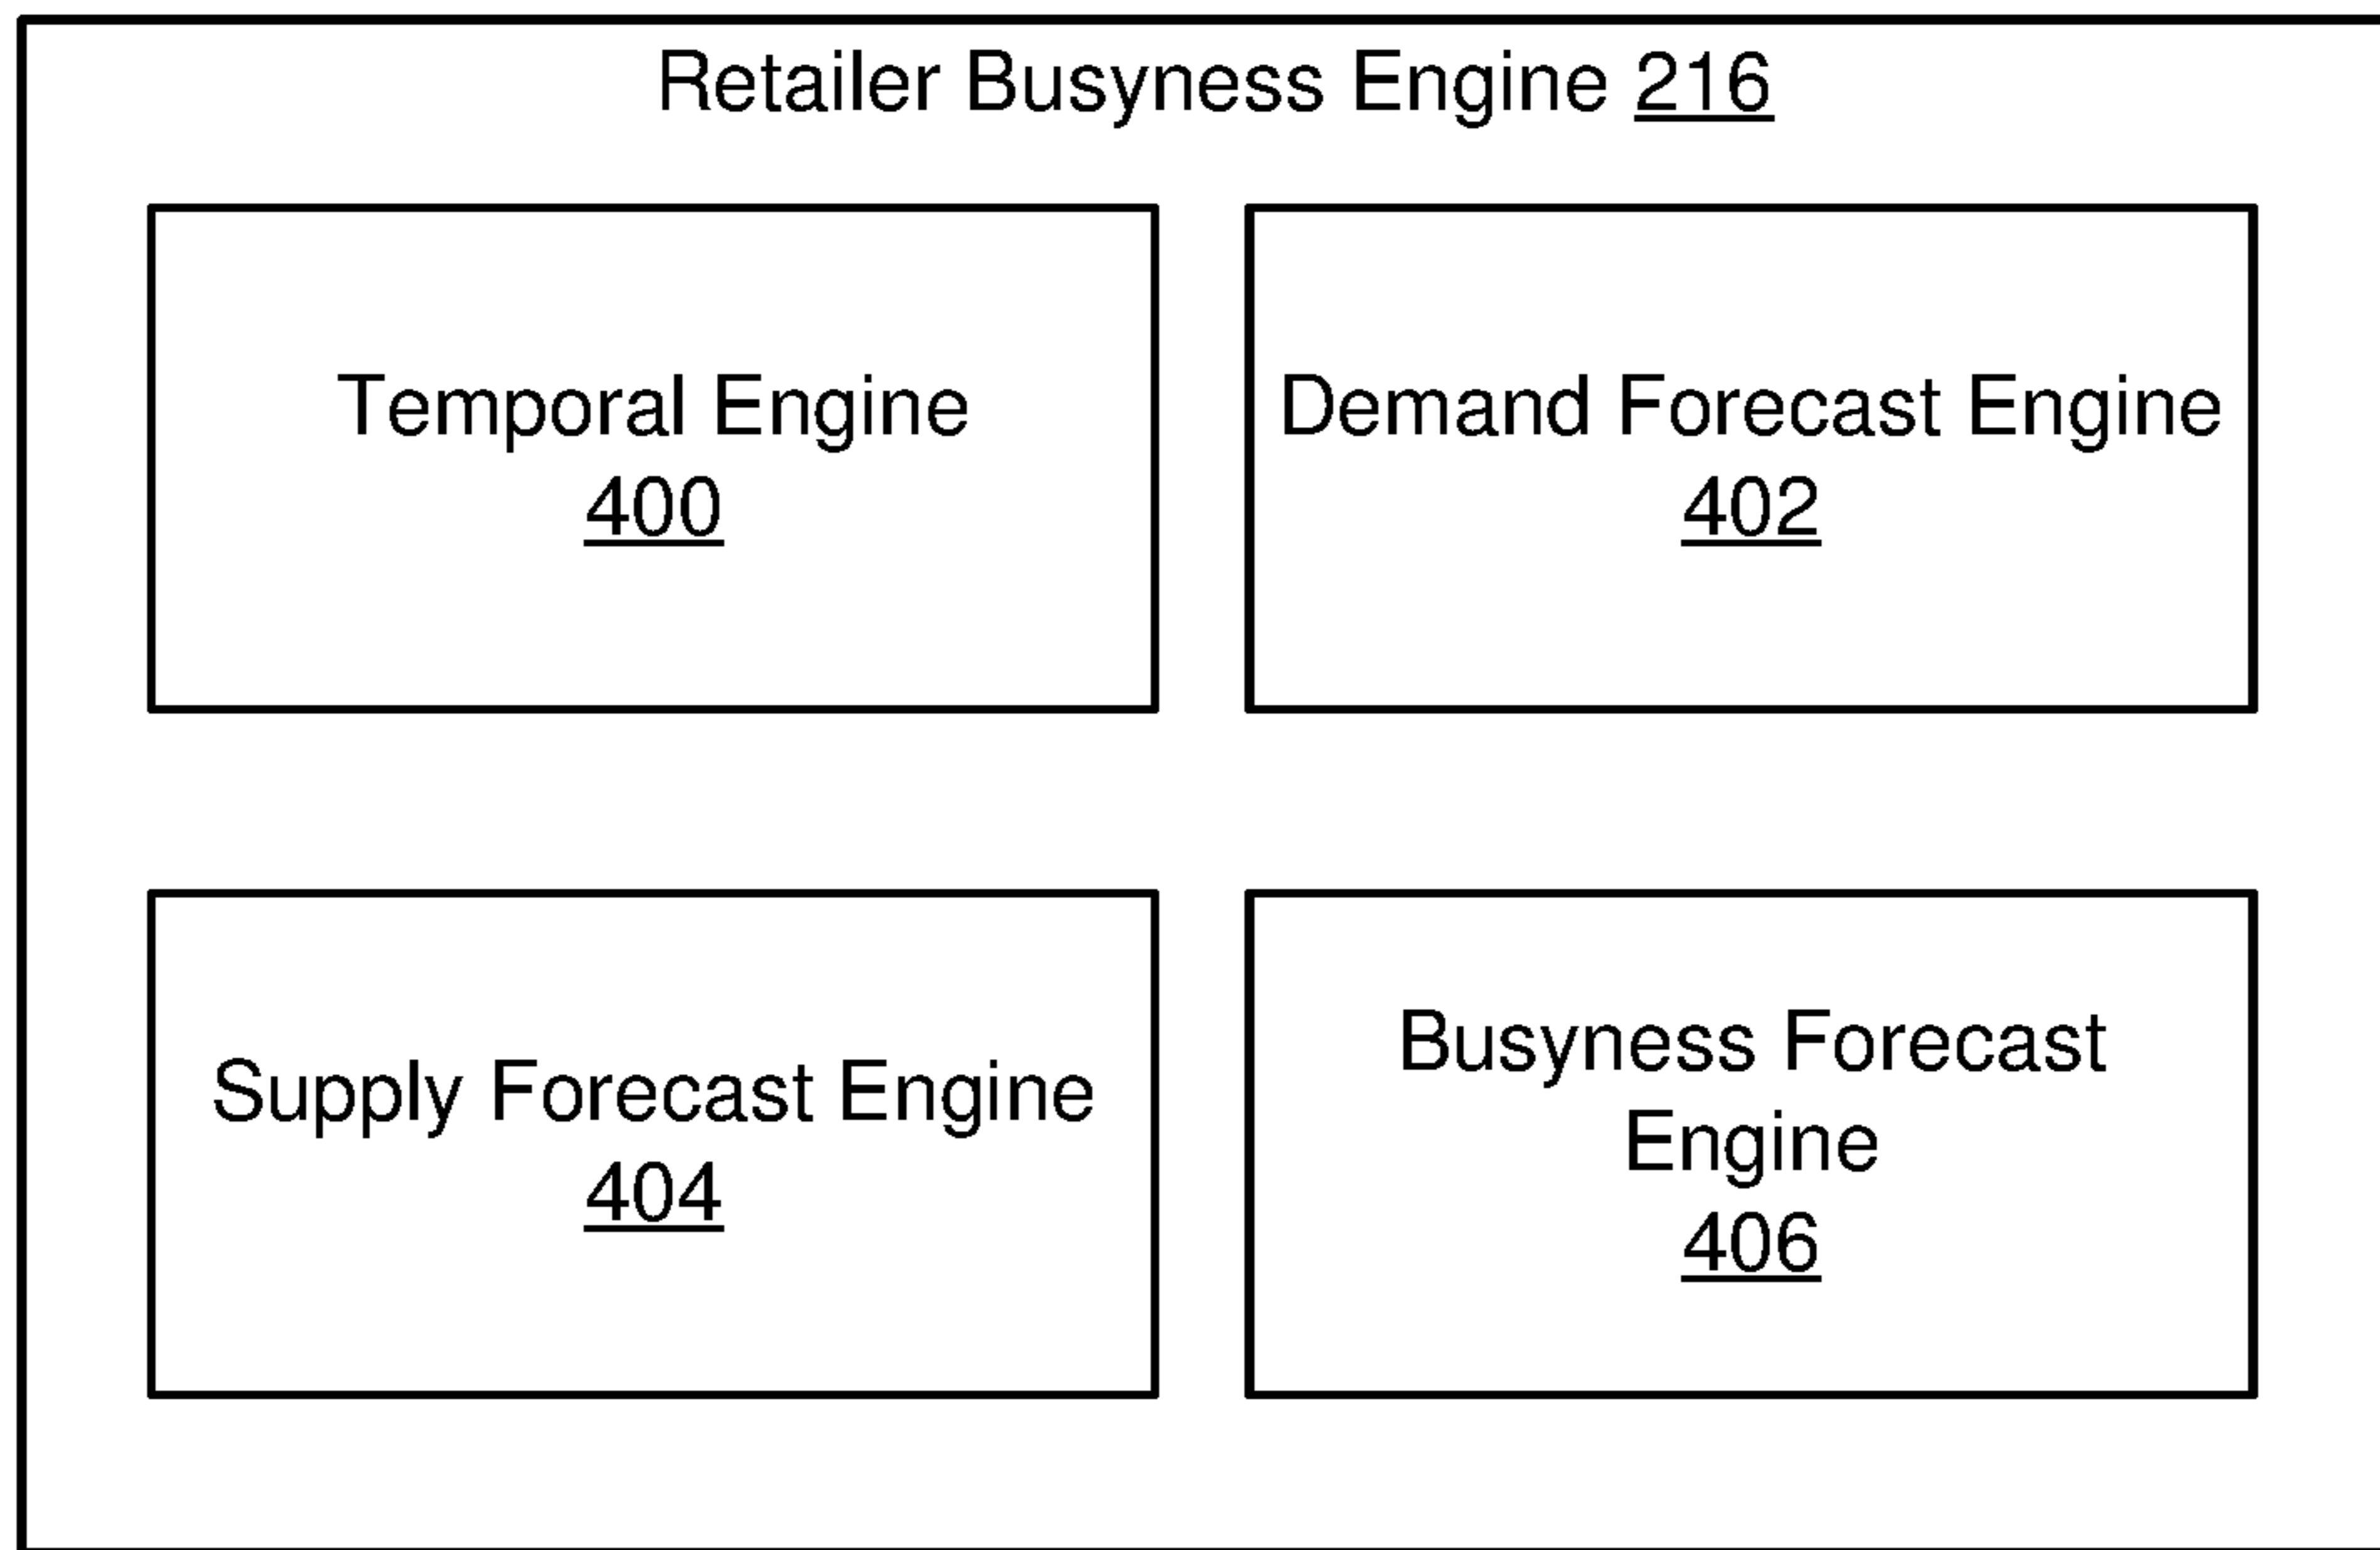 Retailer Busyness Engine 216
Temporal Engine
400
Demand Forecast Engine
402
Supply Forecast Engine
404
Busyness Forecast
Engine
406